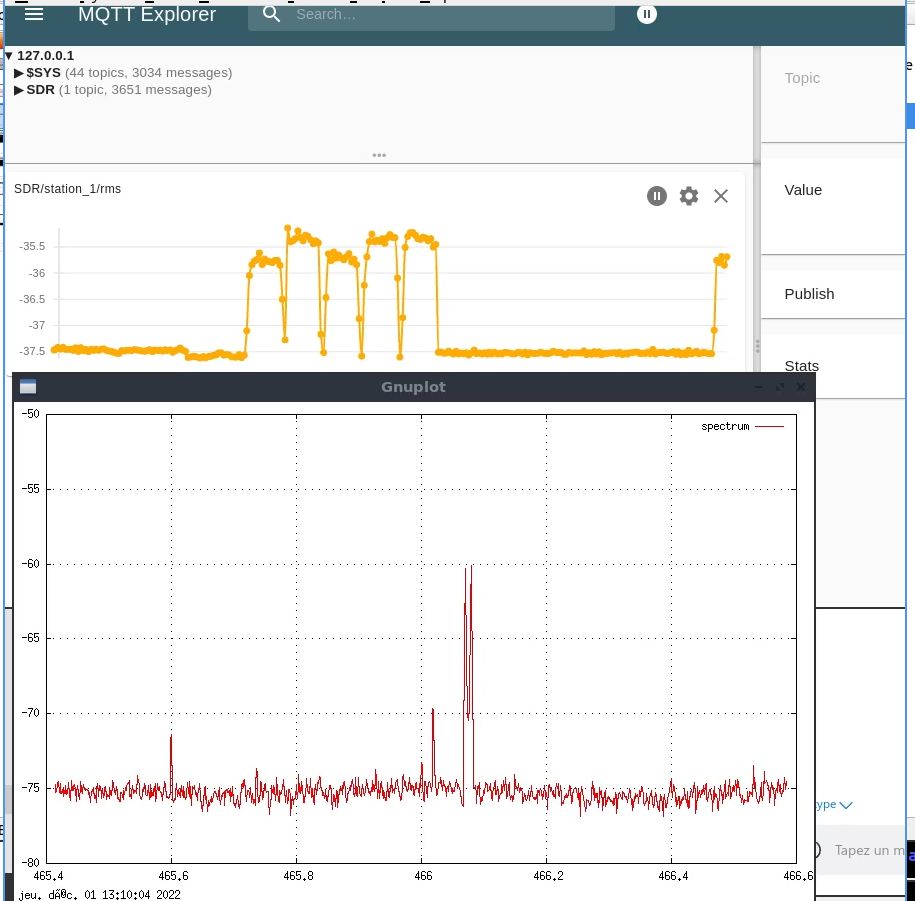 MQTT Explorer
Search...
▼ 127.0.0.1
▶ $SYS (44 topics, 3034 messages)
▶ SDR (1 topic, 3651 messages)
Topic
Value
Publish
Stats
SDR/station_1/rms
-35.5
-36
-36.5
-37
-37.5
Gnuplot
spectrum
-50
-55
-60
-65
-70
-75
-80
465.4 465.6 465.8 466 466.2 466.4 466.6
01 13:10:04 2022
ype
Tapez un m